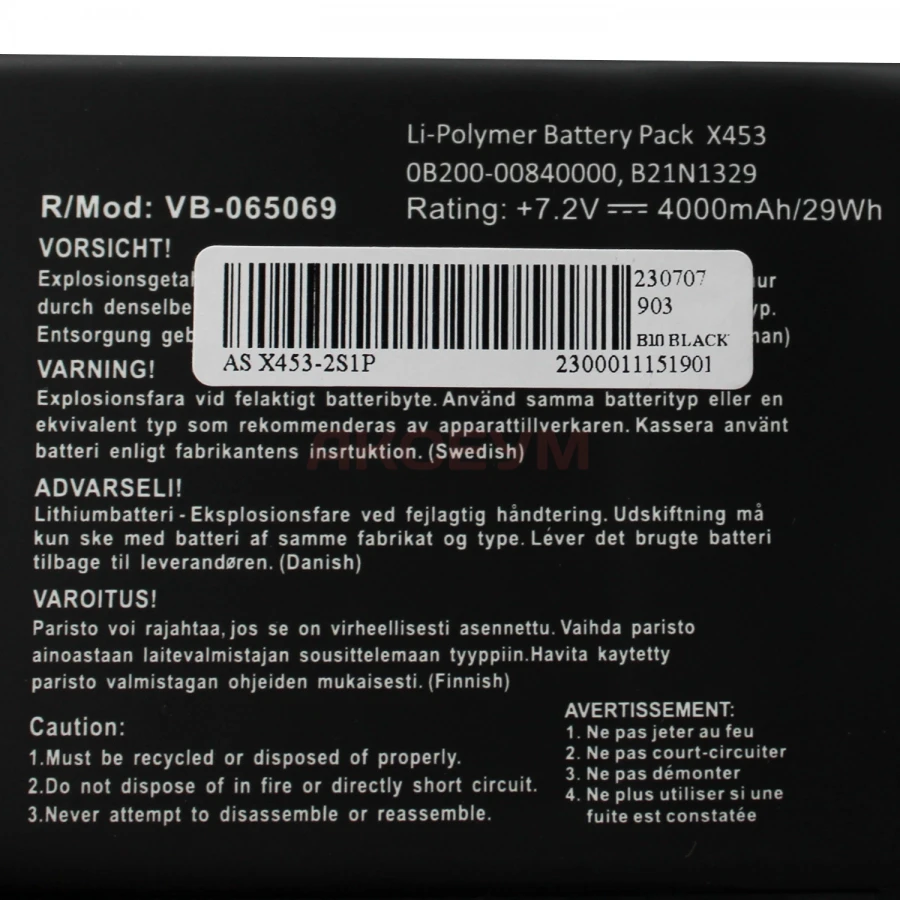 Li-Polymer Battery Pack X453
0B200-00840000, B21N1329
R/Mod: VB-065069
Rating: +7.2V ⎓ 4000mAh/29Wh
VORSICHT!
durch
Entsorgung
230707
903
B10 BLACK
AS X453-2S1P
2300011151901
VARNING!
Explosionsfara vid felaktigt batteribyte. Använd samma batterityp eller en
ekvivalent typ som rekommenderas av apparattillverkaren. Kassera använt
batteri enligt fabrikantens insrtuktion. (Swedish)
АКСЕУМ
ADVARSELI!
Lithiumbatteri - Eksplosionsfare ved fejlagtig håndtering. Udskiftning må
kun ske med batteri af samme fabrikat og type. Léver det brugte batteri
tilbage til leverandøren. (Danish)
VAROITUS!
Paristo voi rajahtaa, jos se on virheellisesti asennettu. Vaihda paristo
ainoastaan laitevalmistajan sousittelemaan tyyppiin.Havita kaytetty
paristo valmistagan ohjeiden mukaisesti. (Finnish)
Caution:
1.Must be recycled or disposed of properly.
2.Do not dispose of in fire or directly short circuit.
3.Never attempt to disassemble or reassemble.
AVERTISSEMENT:
1. Ne pas jeter au feu
2. Ne pas court-circuiter
3. Ne pas démonter
4. Ne plus utiliser si une
fuite est constatée